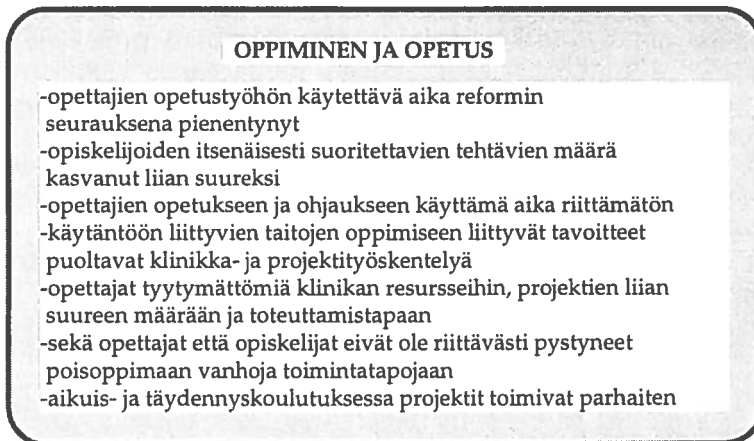 OPPIMINEN JA OPETUS
-opettajien opetustyöhön käytettävä aika reformin
seurauksena pienentynyt
-opiskelijoiden itsenäisesti suoritettavien tehtävien määrä
kasvanut liian suureksi
-opettajien opetukseen ja ohjaukseen käyttämä aika riittämätön
-käytäntöön liittyvien taitojen oppimiseen liittyvät tavoitteet
puoltavat klinikka- ja projektityöskentelyä
-opettajat tyytymättömiä klinikan resursseihin, projektien liian
suureen määrään ja toteuttamistapaan
-sekä opettajat että opiskelijat eivät ole riittävästi pystyneet
poisoppimaan vanhoja toimintatapojaan
-aikuis- ja täydennyskoulutuksessa projektit toimivat parhaiten